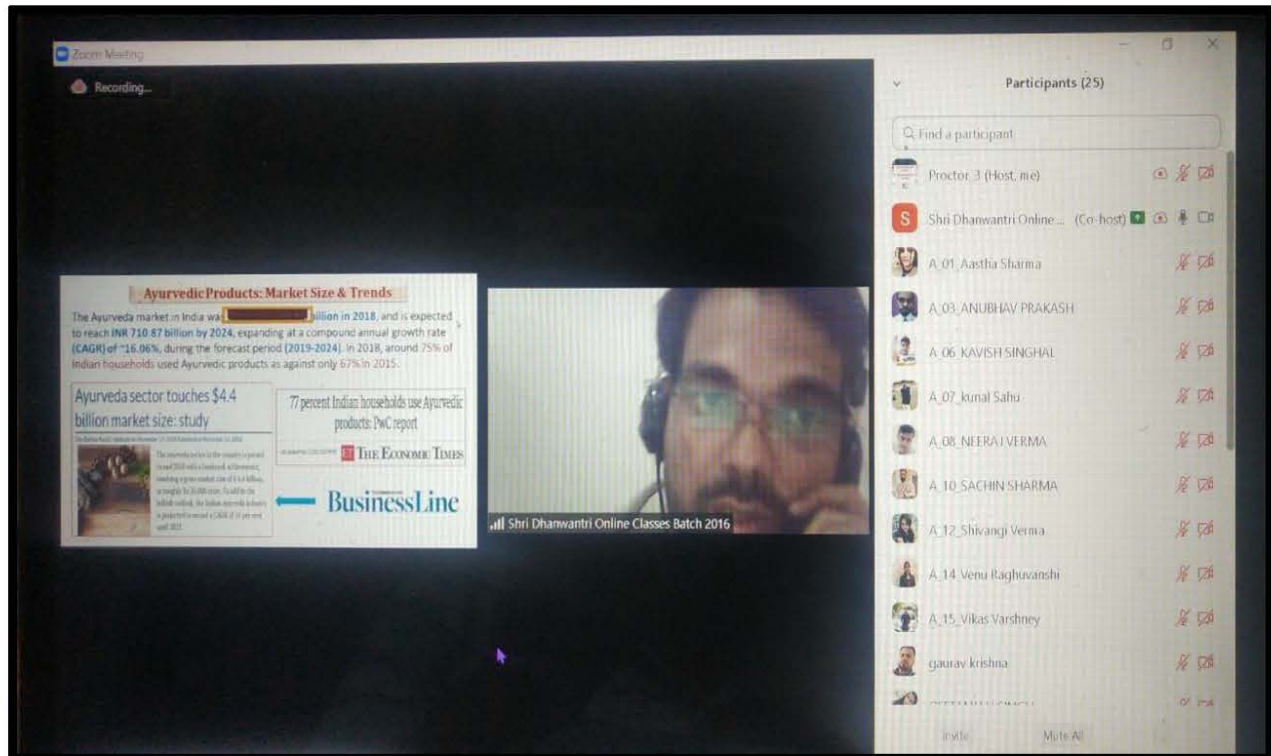 Zoom Meeting
Recording...
Ayurvedic Products: Market Size & Trends
The Ayurveda market in India was billion in 2018, and is expected
to reach INR 710.87 billion by 2024, expanding at a compound annual growth rate
(CAGR) of ~16.06%, during the forecast period (2019-2024). In 2018, around 75% of
Indian households used Ayurvedic products as against only 67% in 2015.
Ayurveda sector touches $4.4
billion market size: study
77 percent Indian households use Ayurvedic
products: PwC report
ET THE ECONOMIC TIMES
BusinessLine
Shri Dhanwantri Online Classes Batch 2016
Participants (25)
Find a participant
Proctor 3 (Host, me)
S Shri Dhanwantri Online ... (Co-host)
A_01_Aastha Sharma
A_03_ANUBHAV PRAKASH
A_06_KAVISH SINGHAL
A_07_kunal Sahu
A_08_NEERAJ VERMA
A_10_SACHIN SHARMA
A_12_Shivangi Verma
A_14_Venu Raghuvanshi
A_15_Vikas Varshney
gaurav krishna
Invite Mute All